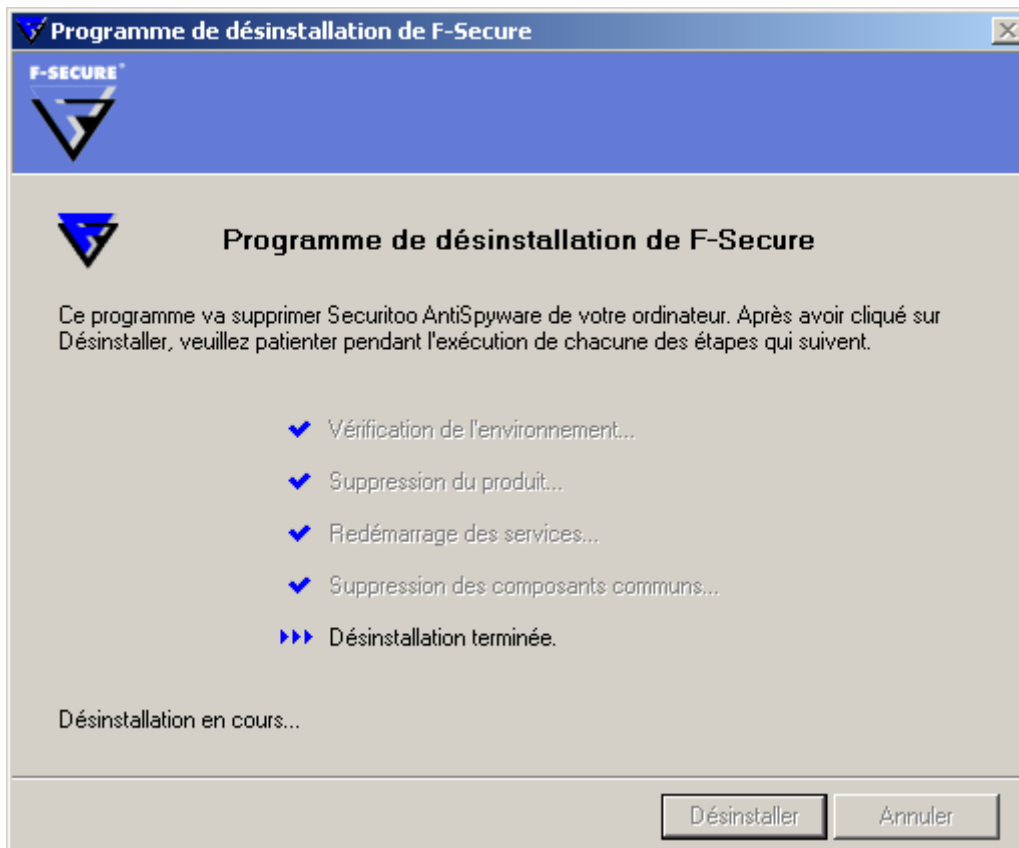 Programme de désinstallation de F-Secure
F-SECURE®
Programme de désinstallation de F-Secure
Ce programme va supprimer Securitoo AntiSpyware de votre ordinateur. Après avoir cliqué sur
Désinstaller, veuillez patienter pendant l'exécution de chacune des étapes qui suivent.
Vérification de l'environnement...
Suppression du produit...
Redémarrage des services...
Suppression des composants communs...
Désinstallation terminée.
Désinstallation en cours...
Désinstaller
Annuler